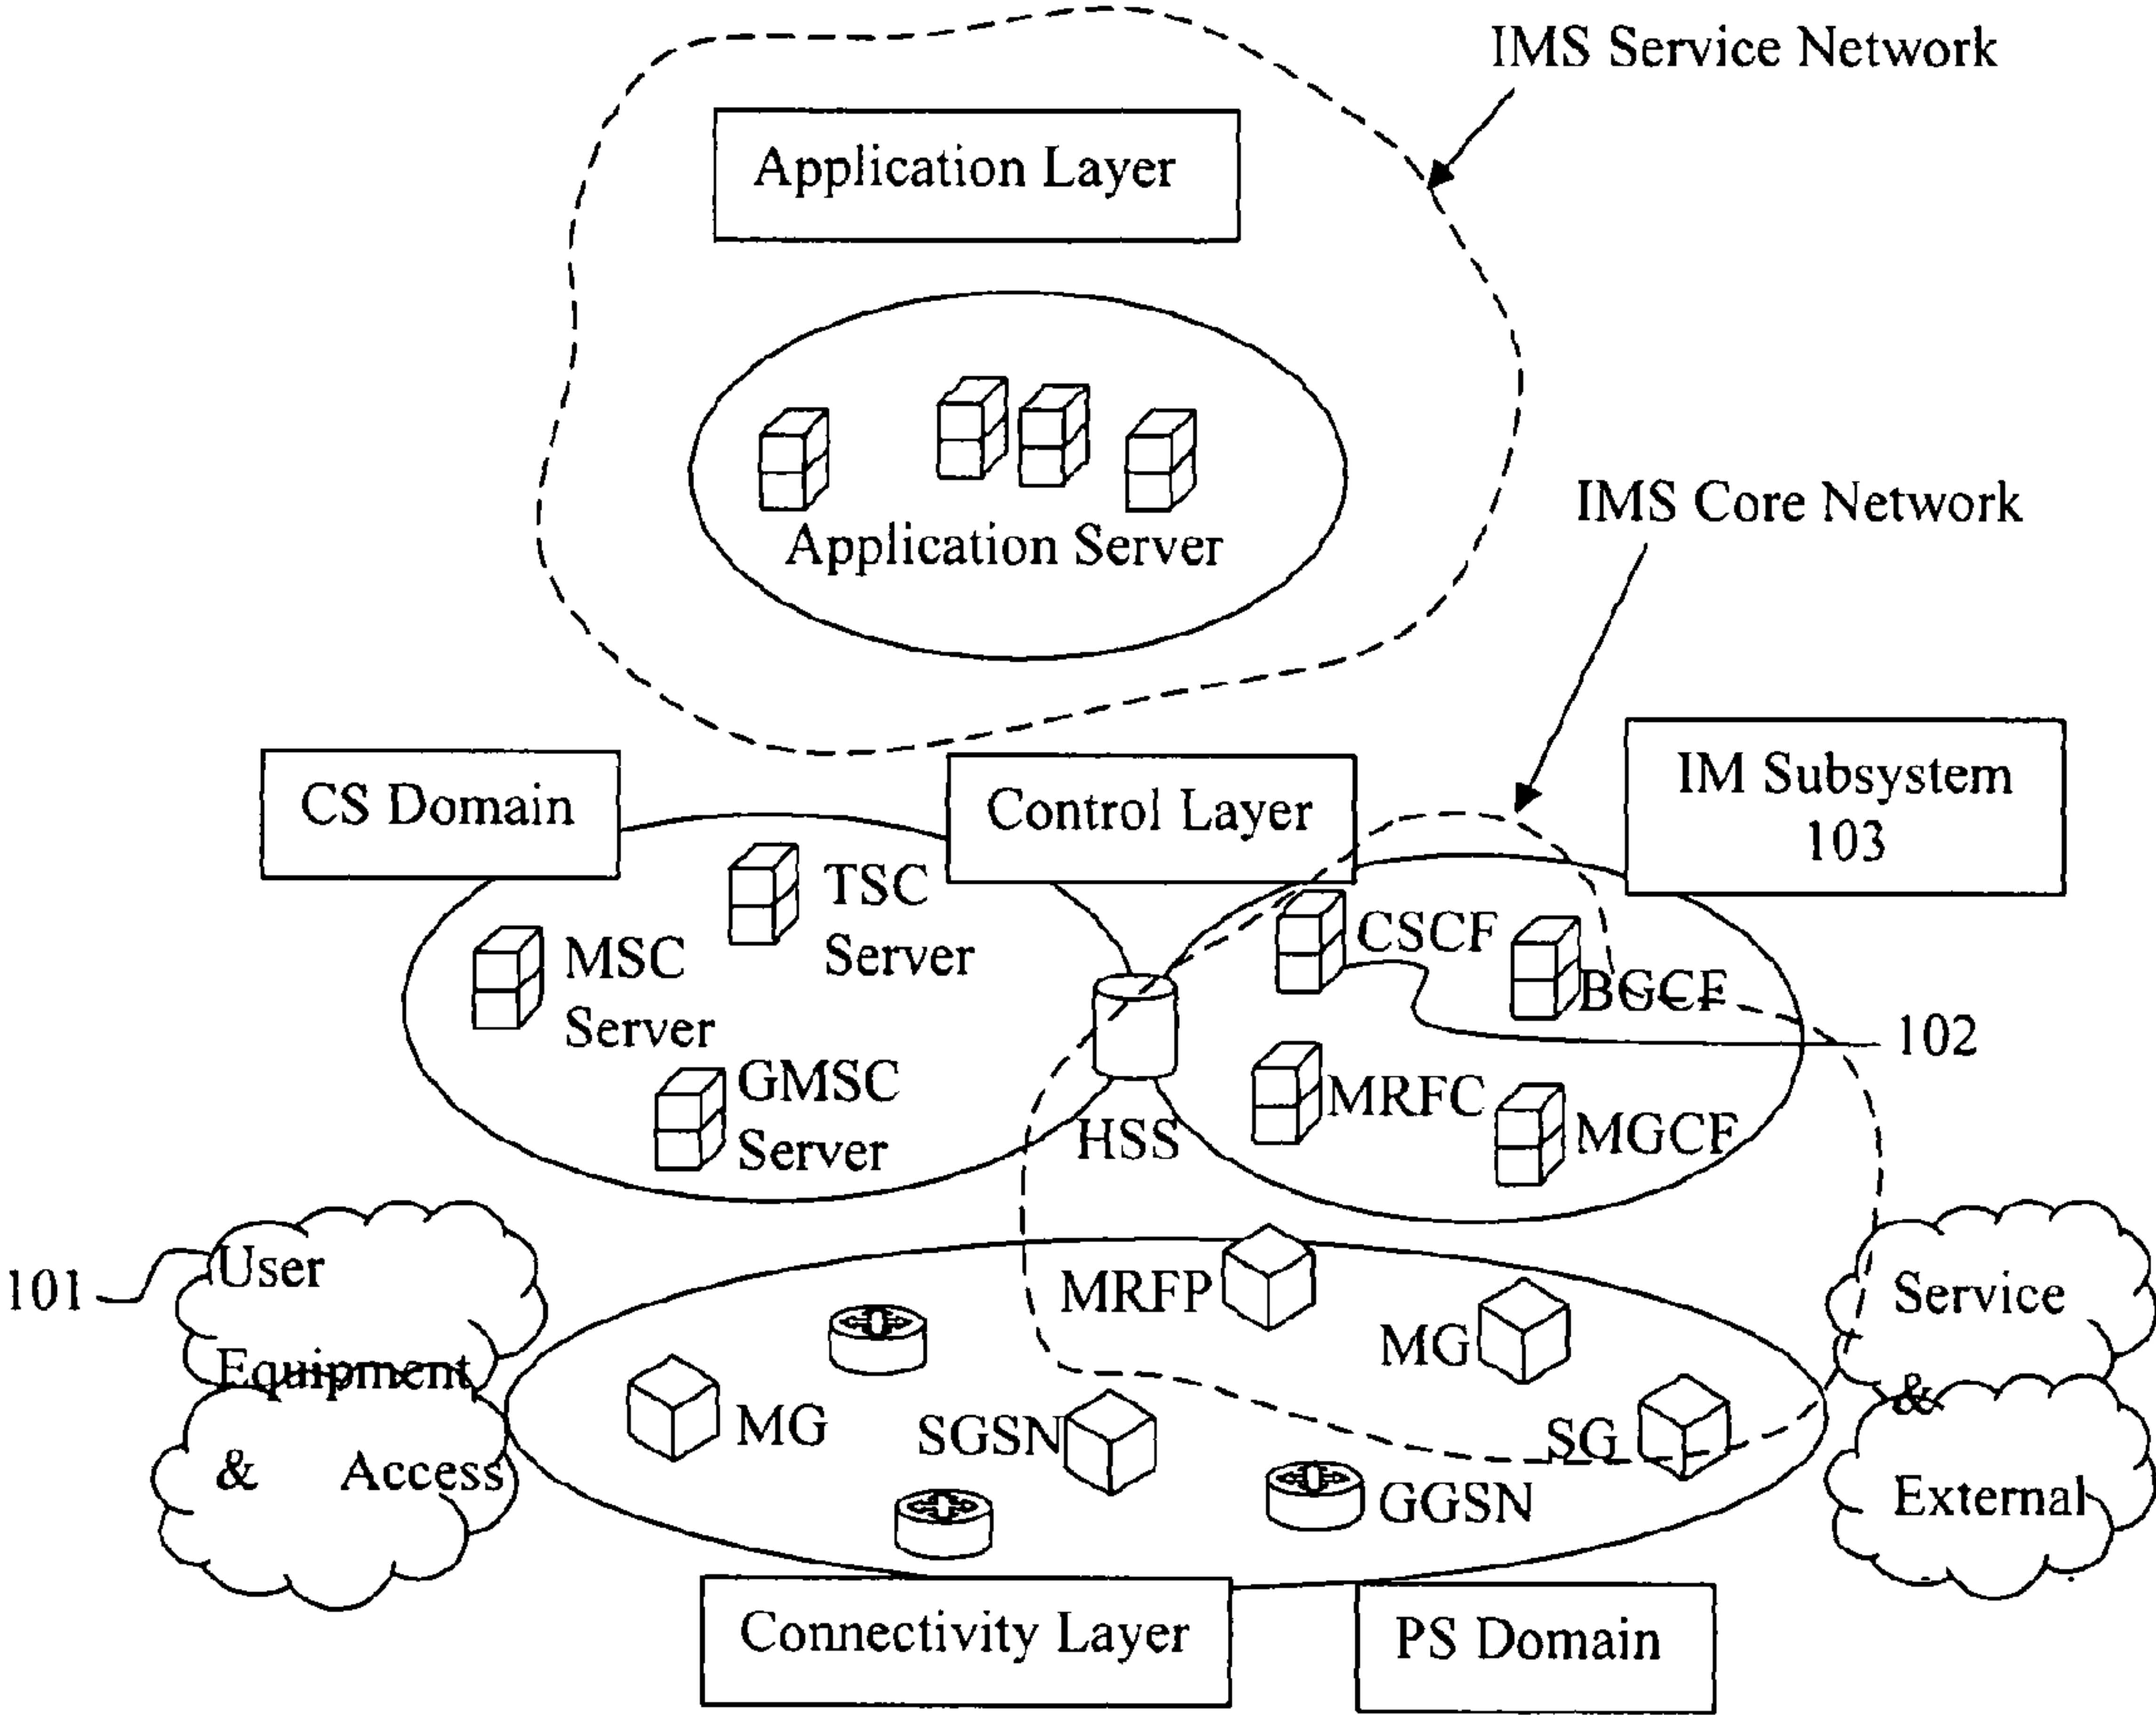 IMS Service Network
Application Layer
IMS Core Network
Application Server
CS Domain
Control Layer
IM Subsystem
103
TSC
Server
CSCF
MSC
Server
BGCF
102
GMSC
Server
MRFC
HSS
MGCF
101
User
Equipment
& Access
MRFP
MG
Service
&
External
MG
SGSN
SG
GGSN
Connectivity Layer
PS Domain